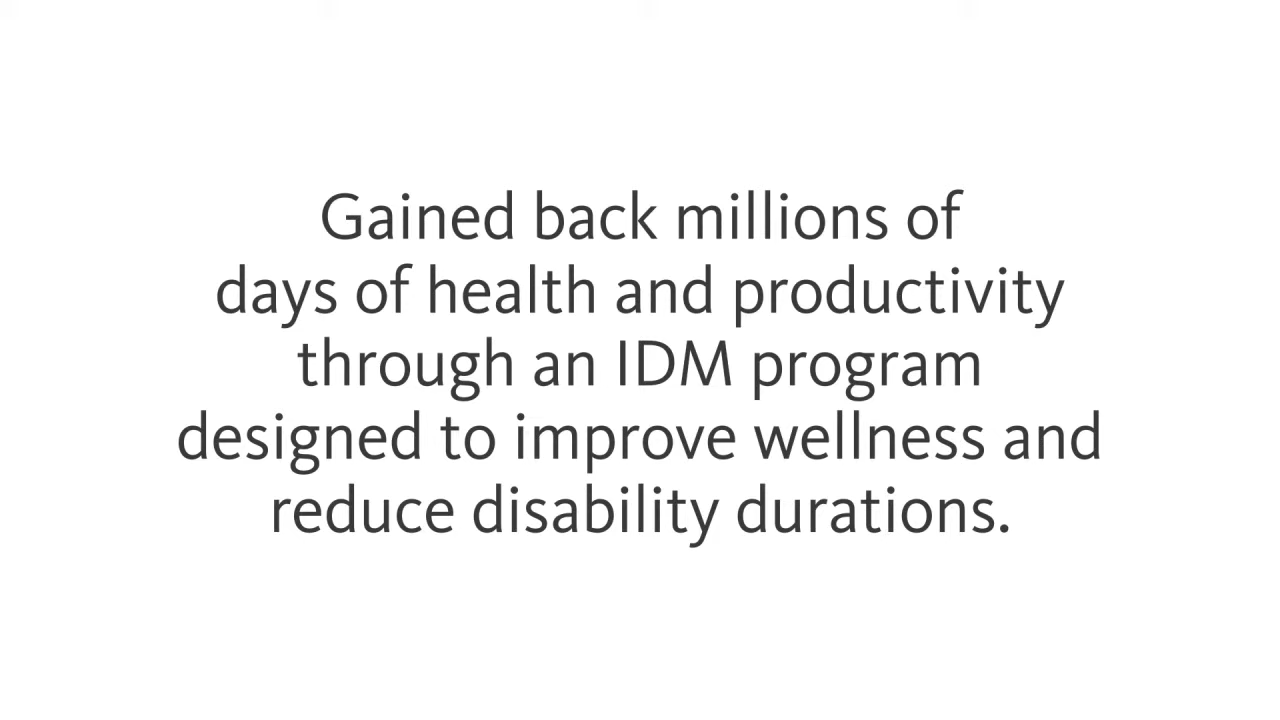 Gained back millions of
days of health and productivity
through an IDM program
designed to improve wellness and
reduce disability durations.